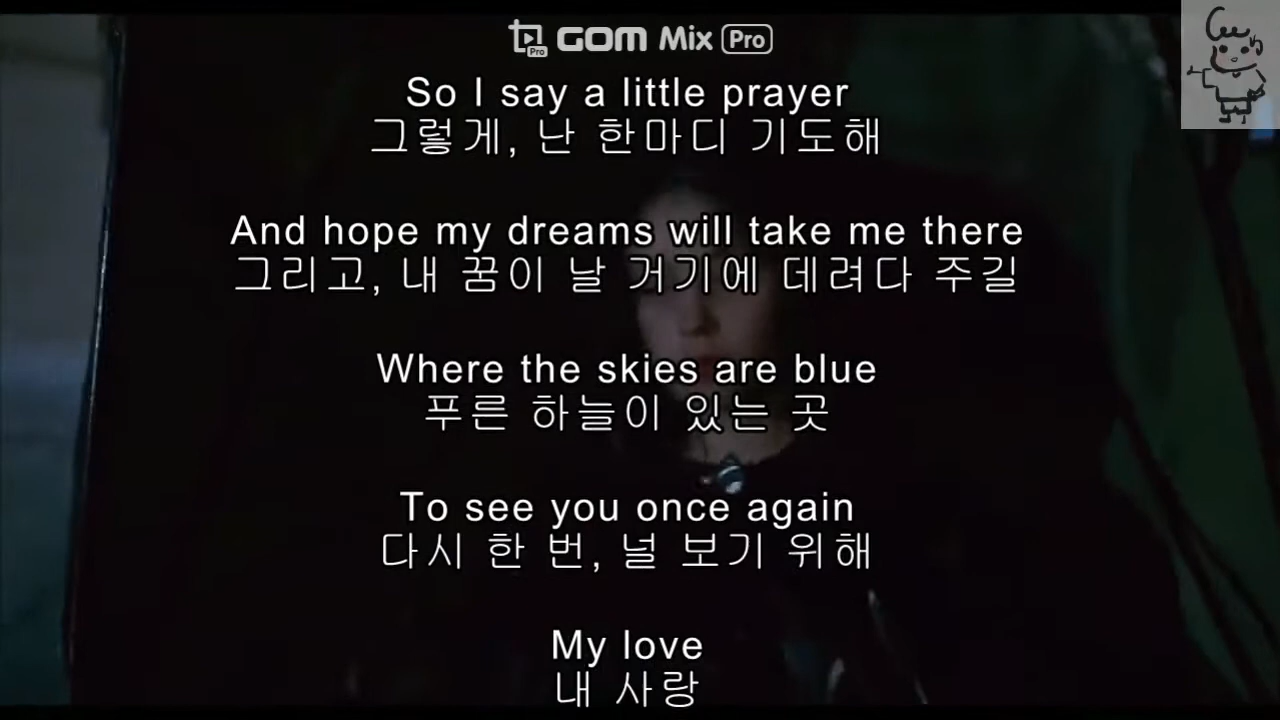 Pro GOM Mix Pro
So I say a little prayer
그렇게, 난 한마디 기도해
And hope my dreams will take me there
그리고, 내 꿈이 날 거기에 데려다 주길
Where the skies are blue
푸른 하늘이 있는 곳
To see you once again
다시 한 번, 널 보기 위해
My love
내 사랑